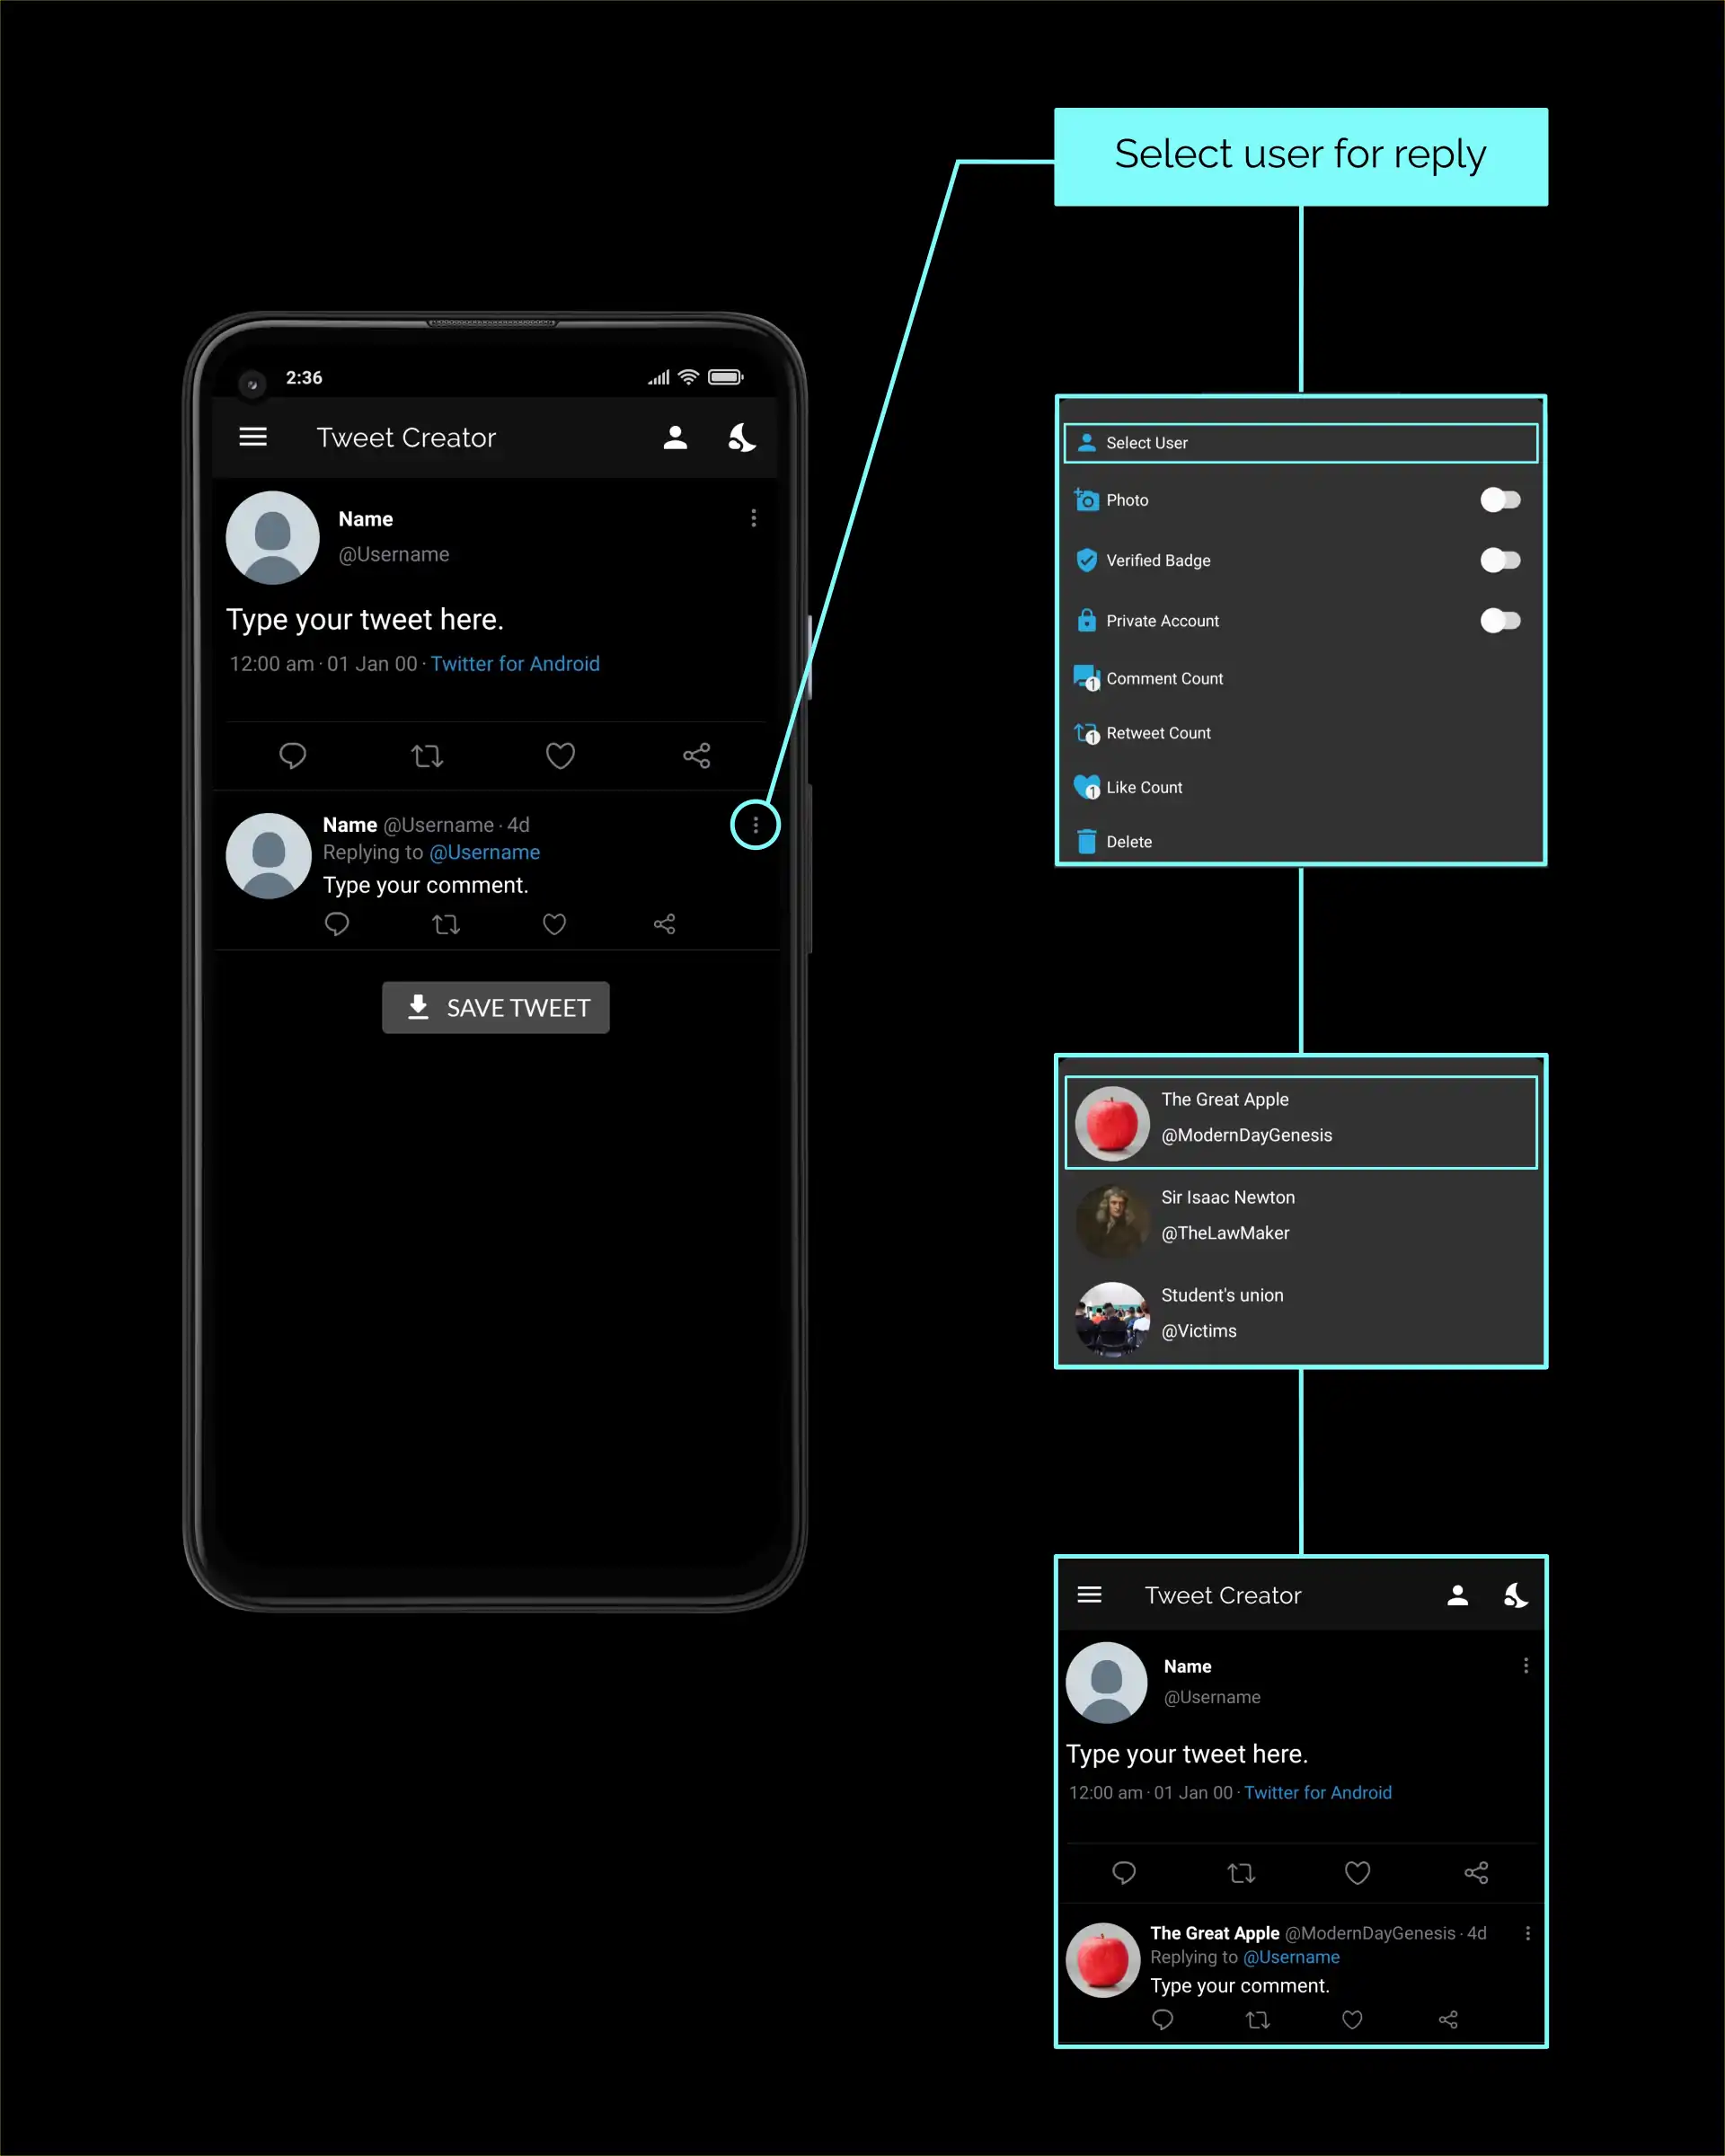 Select user for reply
2:36
Tweet Creator
Name
@Username
Type your tweet here.
12:00 am · 01 Jan 00 · Twitter for Android
Name @Username · 4d
Replying to @Username
Type your comment.
SAVE TWEET
Select User
Photo
Verified Badge
Private Account
1
Comment Count
1
Retweet Count
1
Like Count
Delete
The Great Apple
@ModernDayGenesis
Sir Isaac Newton
@TheLawMaker
Student's union
@Victims
Tweet Creator
Name
@Username
Type your tweet here.
12:00 am · 01 Jan 00 · Twitter for Android
The Great Apple @ModernDayGenesis · 4d
Replying to @Username
Type your comment.